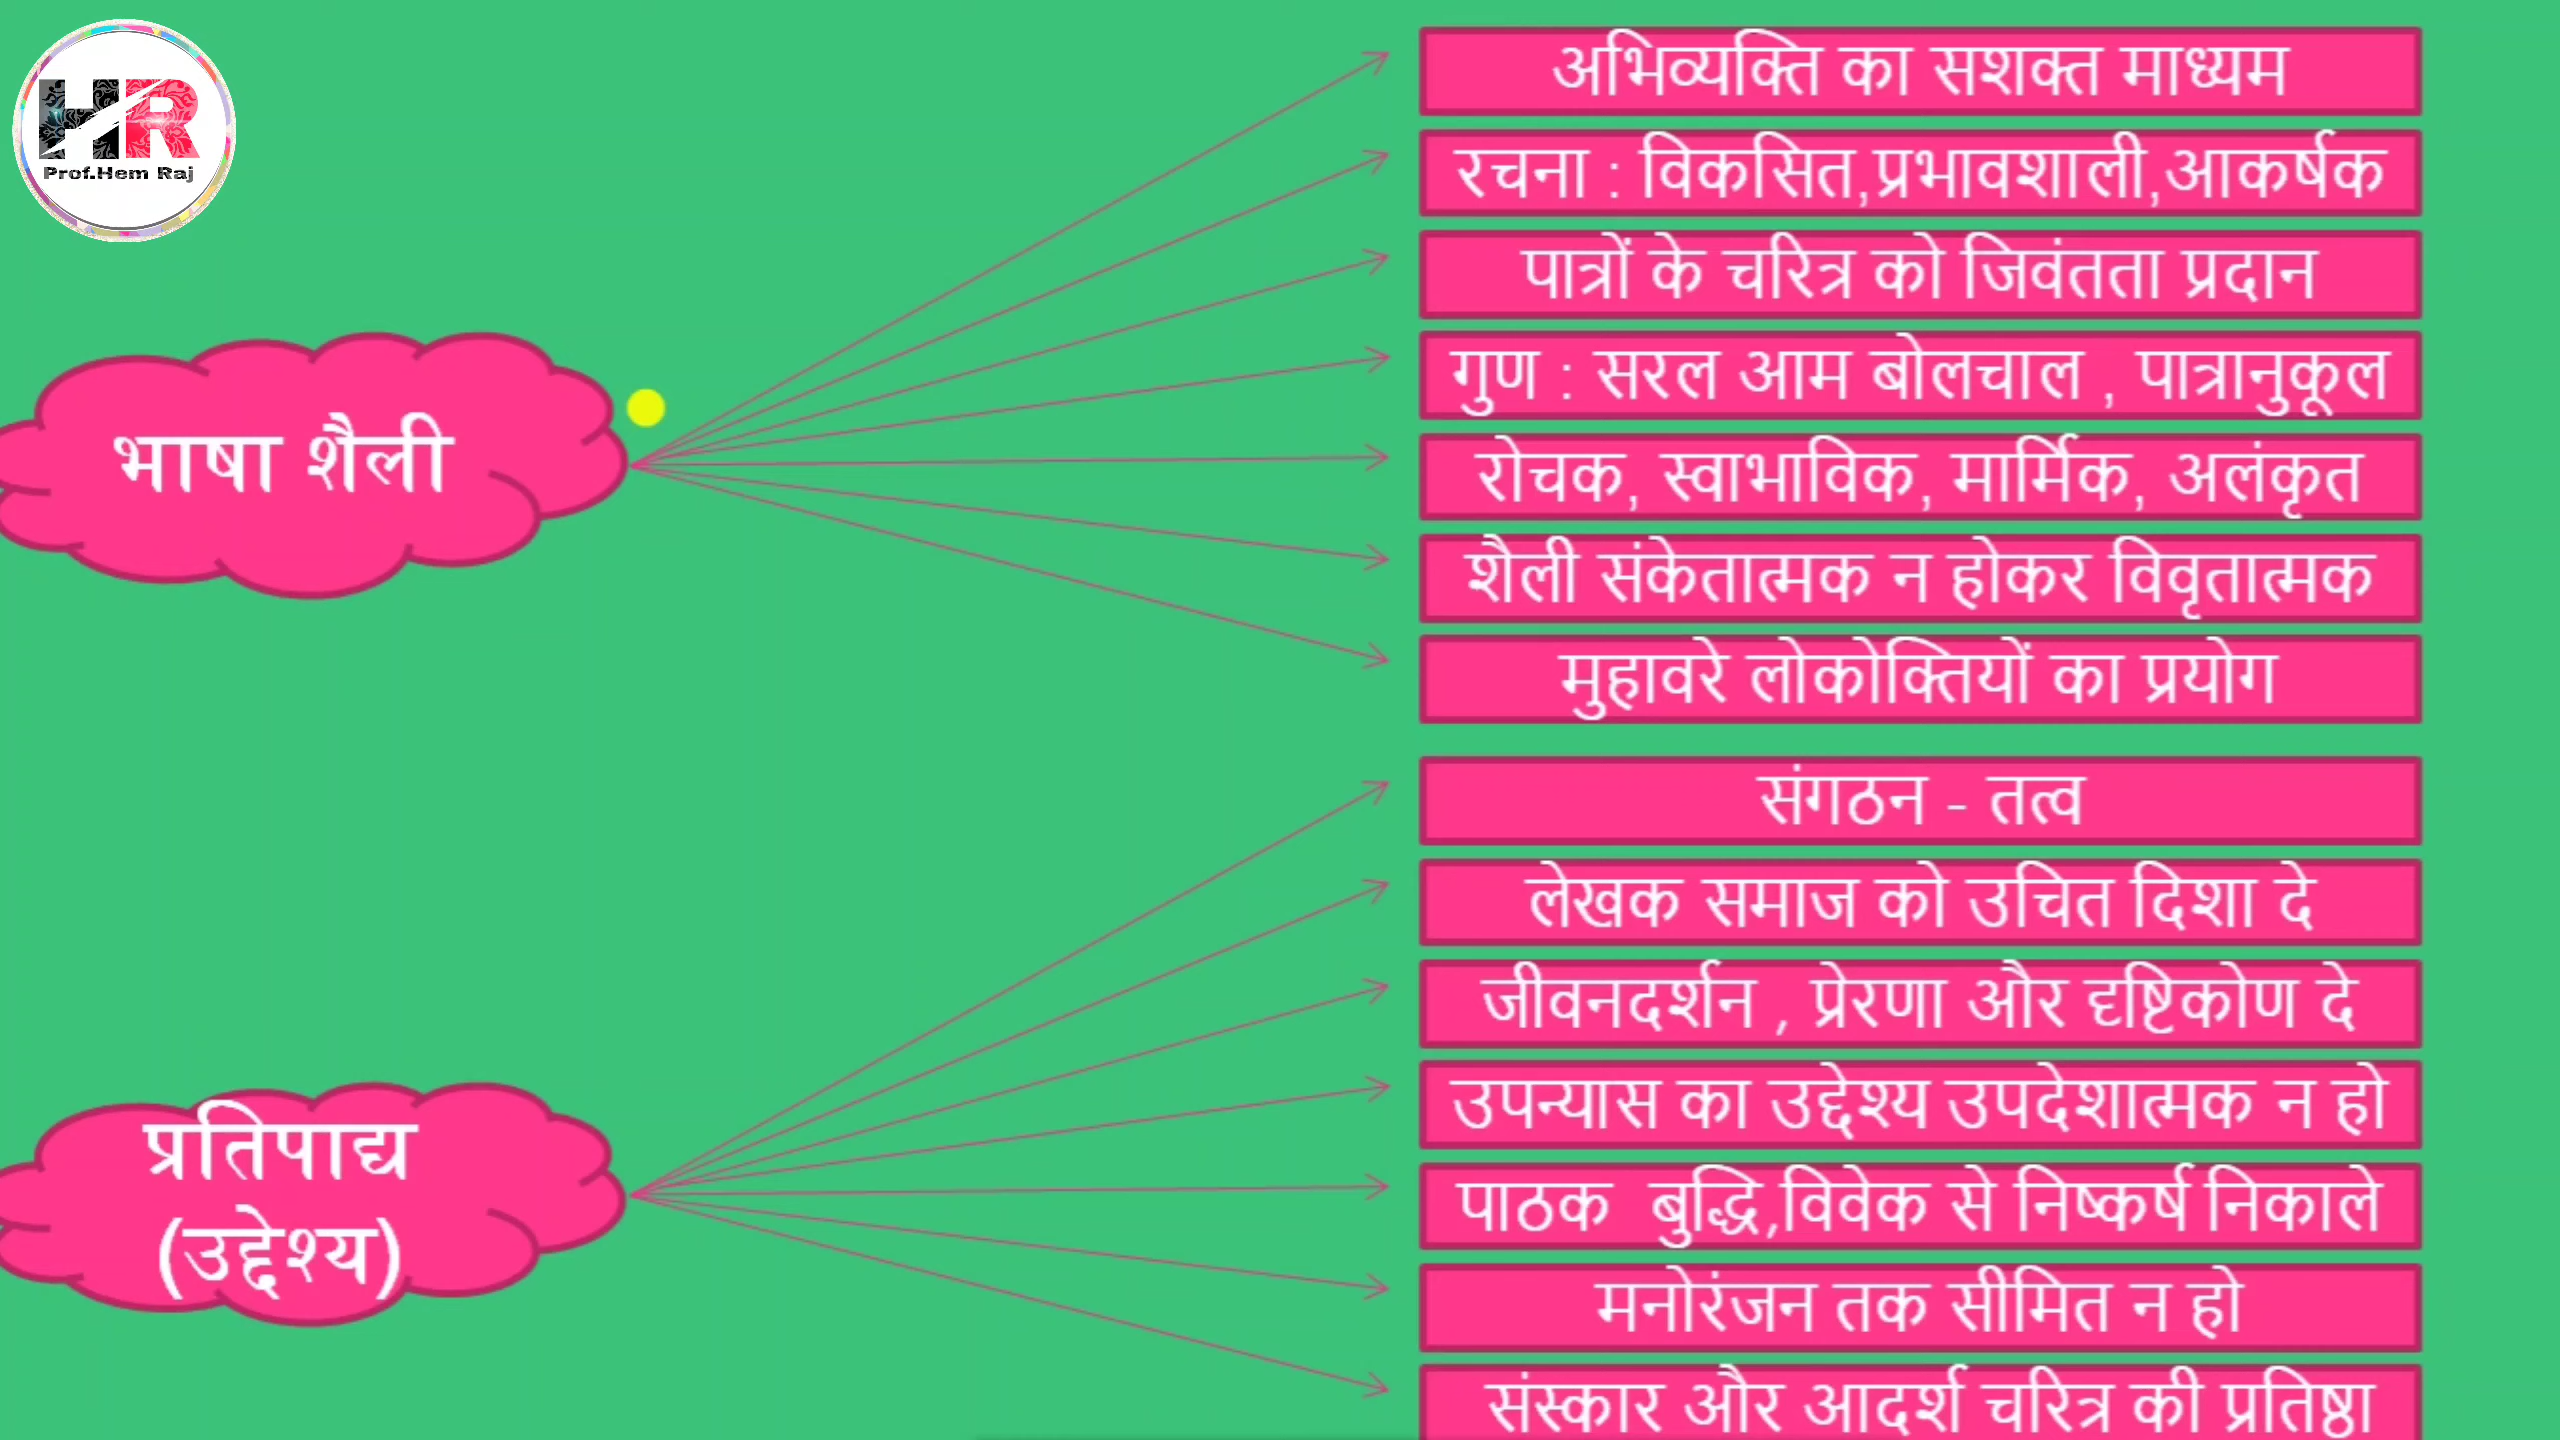 HR
Prof.Hem Raj
भाषा शैली
अभिव्यक्ति का सशक्त माध्यम
रचना : विकसित,प्रभावशाली,आकर्षक
पात्रों के चरित्र को जिवंतता प्रदान
गुण : सरल आम बोलचाल , पात्रानुकूल
रोचक, स्वाभाविक, मार्मिक, अलंकृत
शैली संकेतात्मक न होकर विवृतात्मक
मुहावरे लोकोक्तियों का प्रयोग
प्रतिपाद्य
(उद्देश्य)
संगठन - तत्व
लेखक समाज को उचित दिशा दे
जीवनदर्शन , प्रेरणा और दृष्टिकोण दे
उपन्यास का उद्देश्य उपदेशात्मक न हो
पाठक बुद्धि,विवेक से निष्कर्ष निकाले
मनोरंजन तक सीमित न हो
संस्कार और आदर्श चरित्र की प्रतिष्ठा